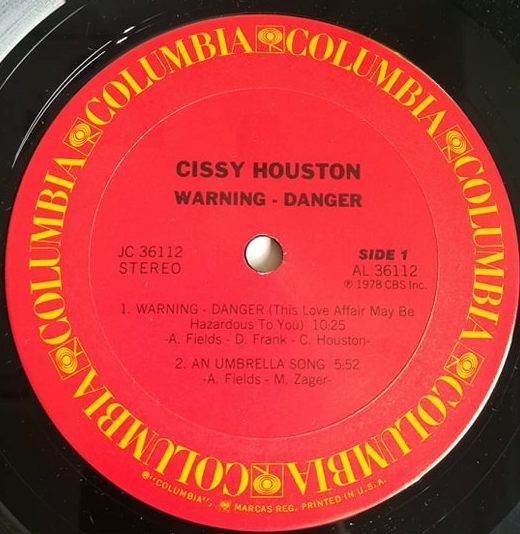 COLUMBIA COLUMBIA COLUMBIA COLUMBIA COLUMBIA COLUMBIA COLUMBIA COLUMBIA
CISSY HOUSTON
WARNING - DANGER
JC 36112
STEREO
SIDE 1
AL 36112
℗ 1978 CBS Inc.
1. WARNING - DANGER (This Love Affair May Be
Hazardous To You) 10:25
-A. Fields - D. Frank - C. Houston-
2. AN UMBRELLA SONG 5:52
-A. Fields - M. Zager-
®"COLUMBIA", MARCAS REG. PRINTED IN U.S.A.